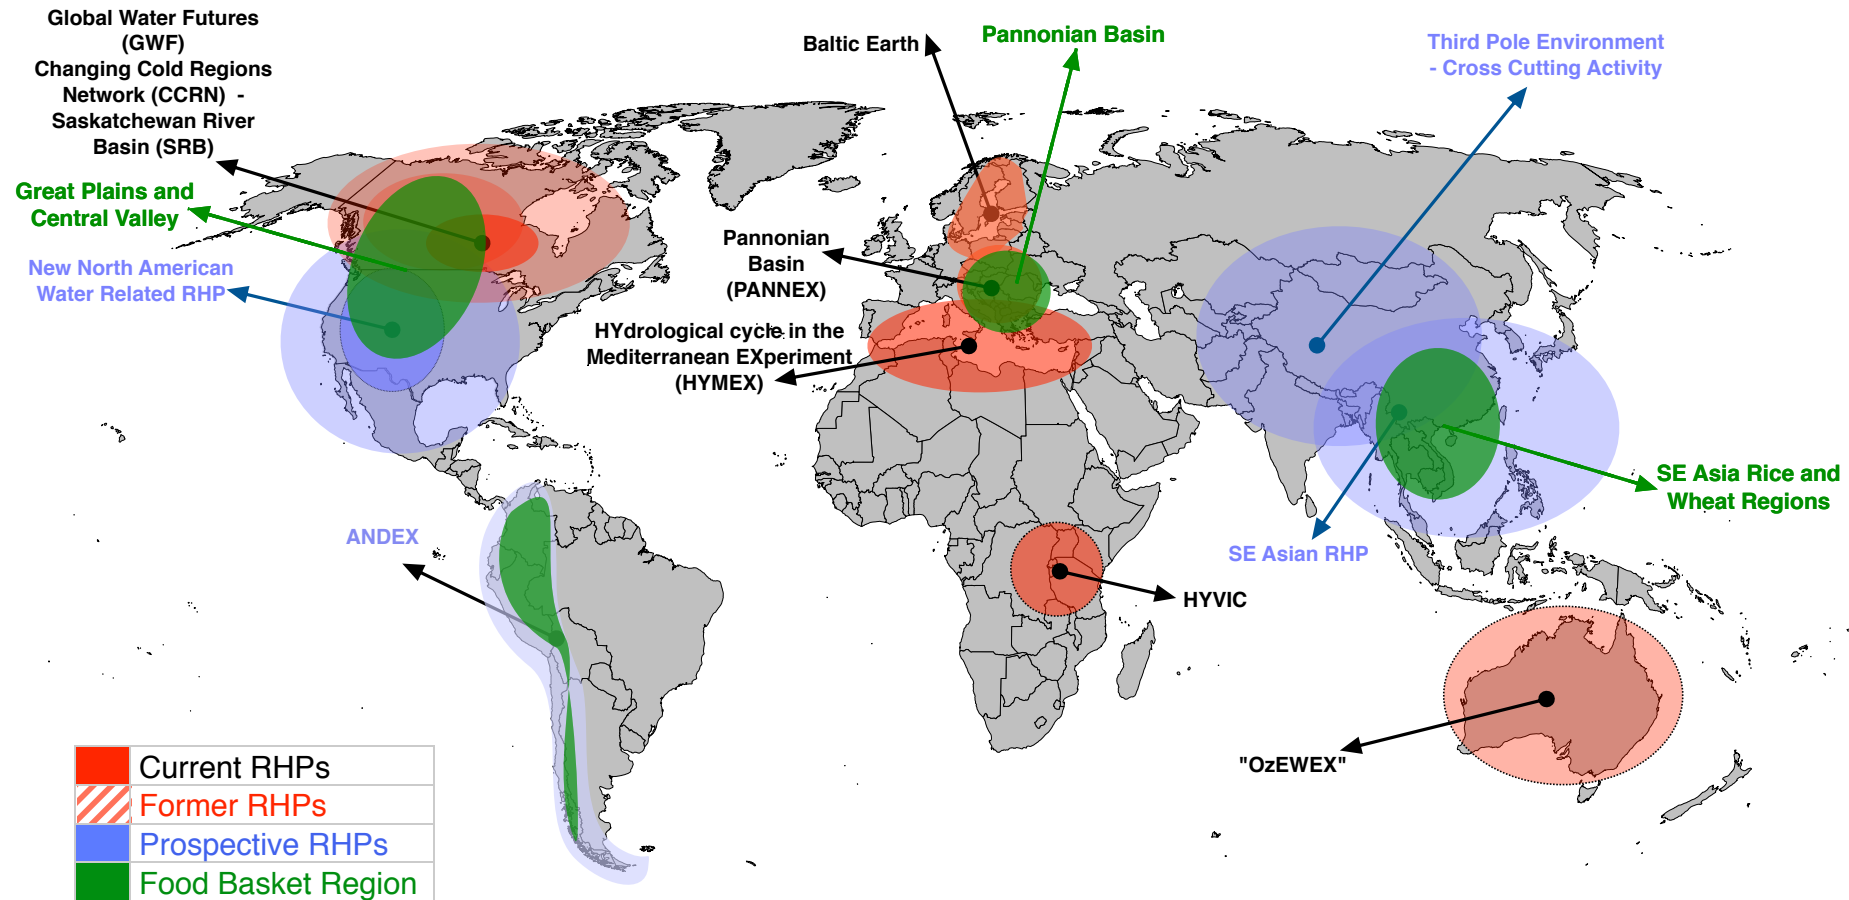 Global Water Futures
(GWF)
Changing Cold Regions
Network (CCRN)  -
Saskatchewan River
Basin (SRB)
Great Plains and
Central Valley
New North American
Water Related RHP
Baltic Earth
Pannonian Basin
Third Pole Environment
- Cross Cutting Activity
Pannonian
Basin
(PANNEX)
HYdrological cycle in the
Mediterranean EXperiment
(HYMEX)
SE Asia Rice and
Wheat Regions
SE Asian RHP
ANDEX
HYVIC
"OzEWEX"
Current RHPs
Former RHPs
Prospective RHPs
Food Basket Region